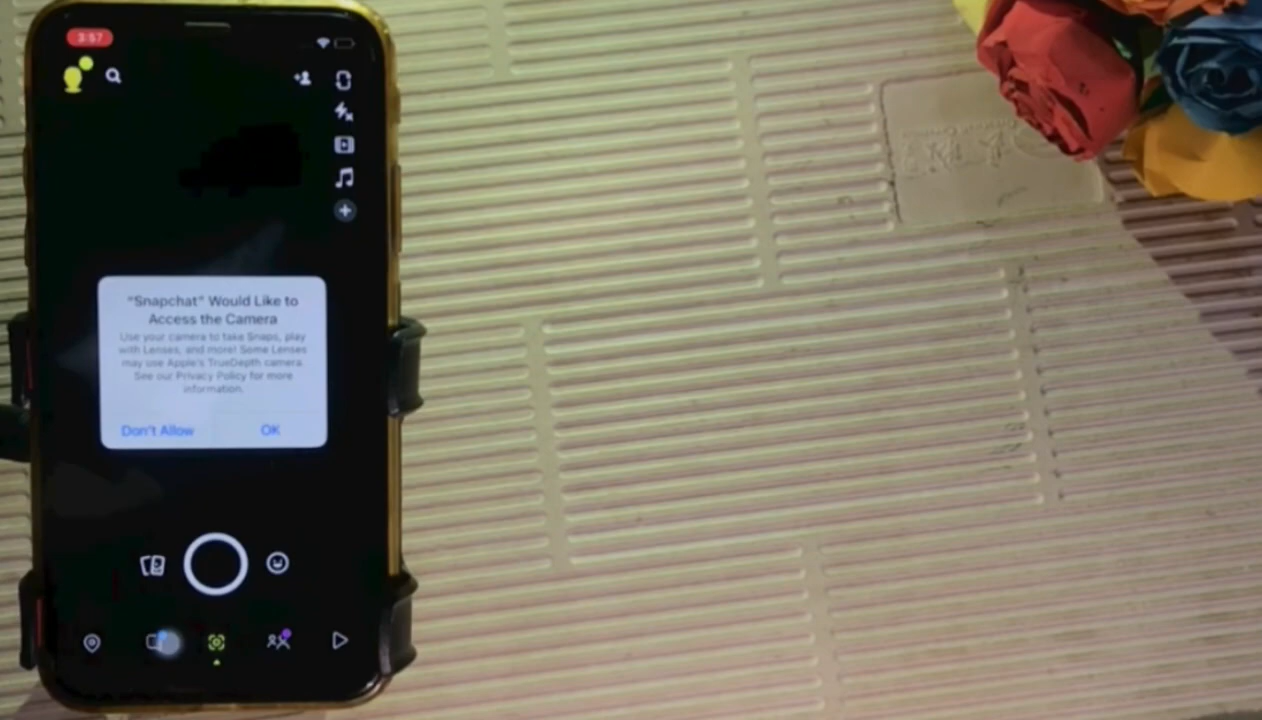 3:57
"Snapchat" Would Like to
Access the Camera
Use your camera to take Snaps, play
with Lenses, and more! Some Lenses
may use Apple's TrueDepth camera.
See our Privacy Policy for more
information.
Don't Allow
OK